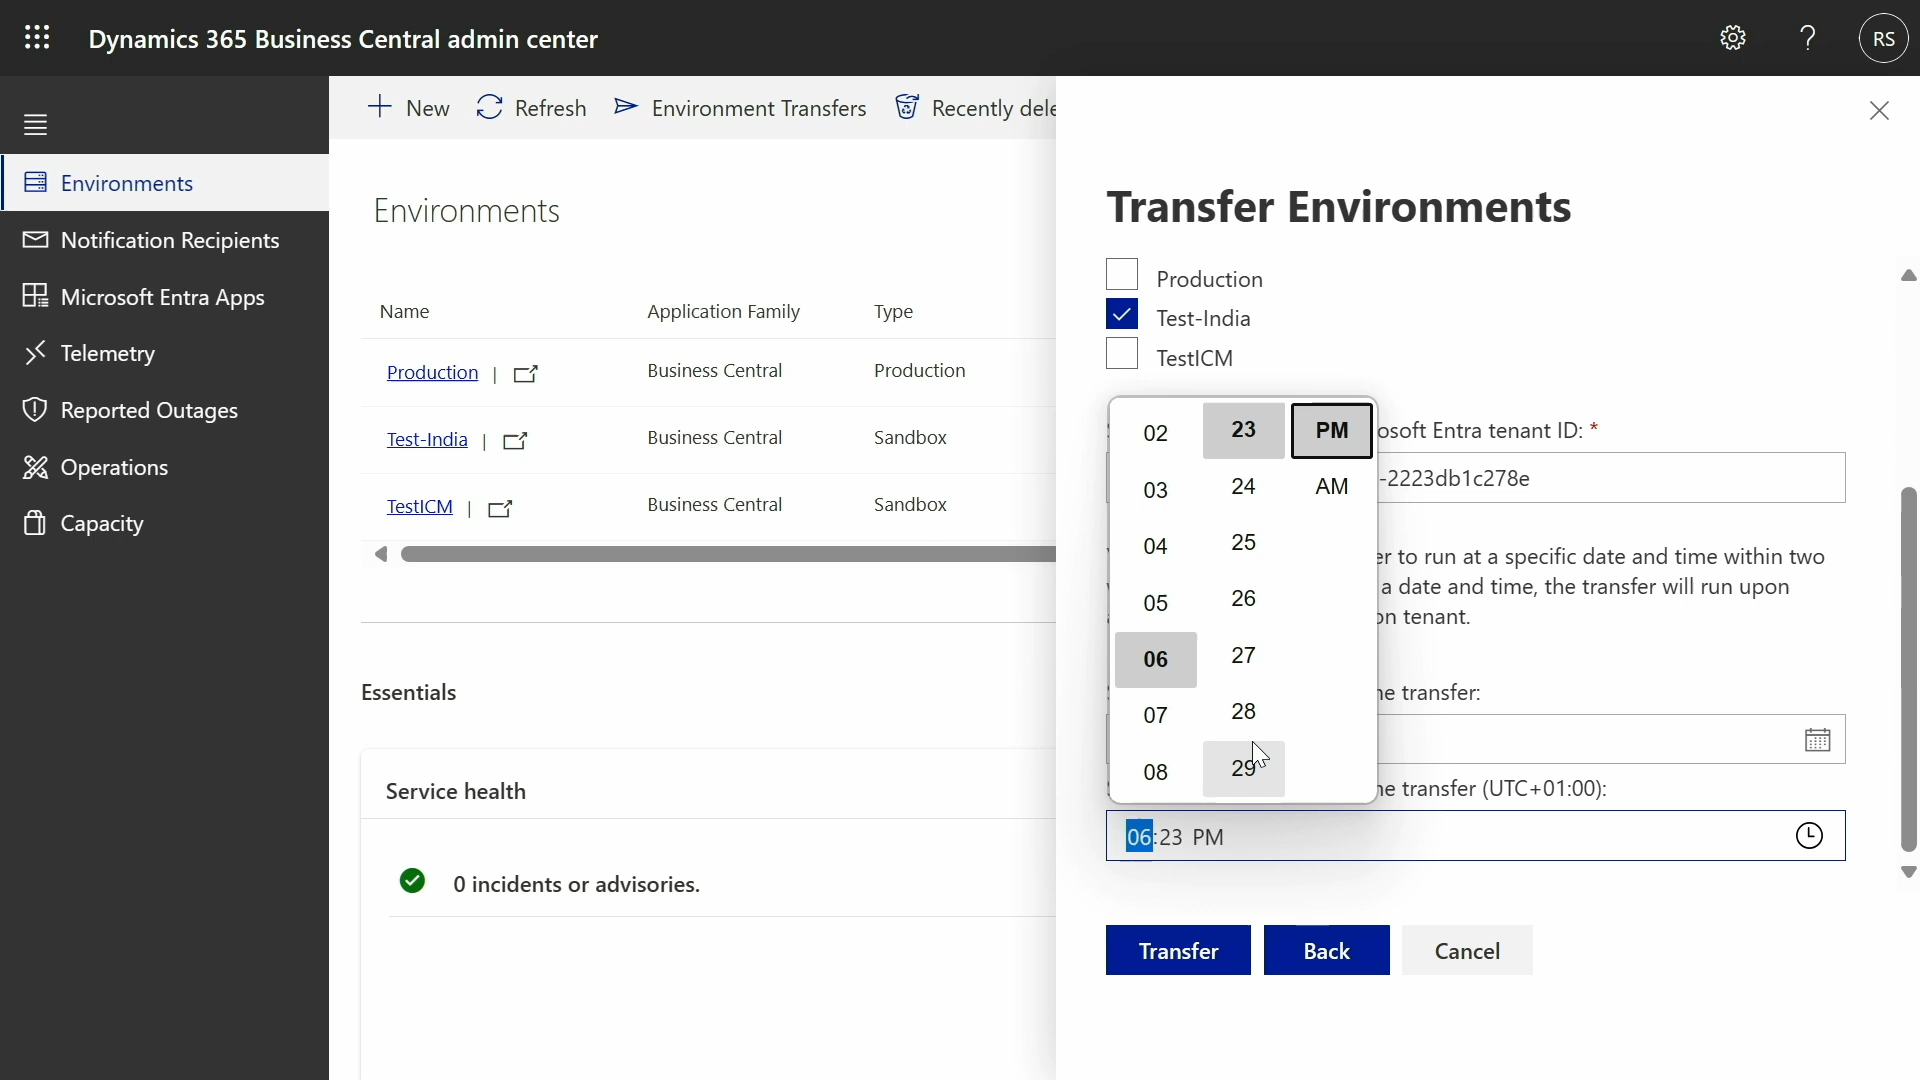 Dynamics 365 Business Central admin center
?
RS
New
Refresh
Environment Transfers
Recently dele
Environments
Notification Recipients
Microsoft Entra Apps
Telemetry
Reported Outages
Operations
Capacity
Environments
Name Application Family Type
Production | Business Central Production
Test-India | Business Central Sandbox
TestICM | Business Central Sandbox
Essentials
Service health
0 incidents or advisories.
Transfer Environments
Production
Test-India
TestICM
osoft Entra tenant ID: *
-2223db1c278e
er to run at a specific date and time within two
a date and time, the transfer will run upon
on tenant.
he transfer:
he transfer (UTC+01:00):
02 23 PM
03 24 AM
04 25
05 26
06 27
07 28
08 29
06:23 PM
Transfer
Back
Cancel